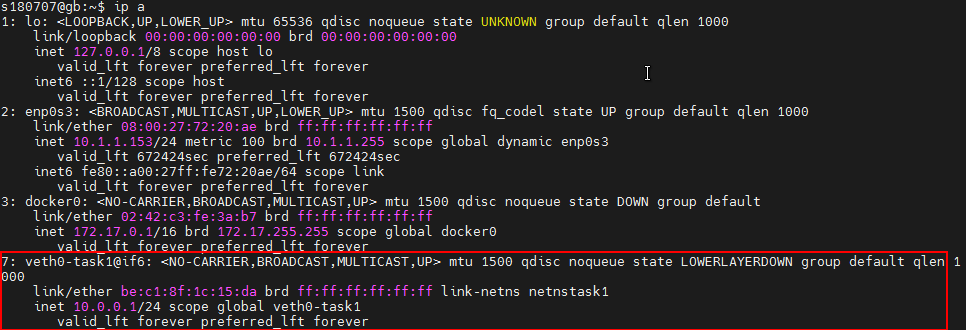 s180707@gb:~$ ip a
1: lo: <LOOPBACK,UP,LOWER_UP> mtu 65536 qdisc noqueue state UNKNOWN group default qlen 1000
    link/loopback 00:00:00:00:00:00 brd 00:00:00:00:00:00
    inet 127.0.0.1/8 scope host lo
       valid_lft forever preferred_lft forever
    inet6 ::1/128 scope host
       valid_lft forever preferred_lft forever
2: enp0s3: <BROADCAST,MULTICAST,UP,LOWER_UP> mtu 1500 qdisc fq_codel state UP group default qlen 1000
    link/ether 08:00:27:72:20:ae brd ff:ff:ff:ff:ff:ff
    inet 10.1.1.153/24 metric 100 brd 10.1.1.255 scope global dynamic enp0s3
       valid_lft 672424sec preferred_lft 672424sec
    inet6 fe80::a00:27ff:fe72:20ae/64 scope link
       valid_lft forever preferred_lft forever
3: docker0: <NO-CARRIER,BROADCAST,MULTICAST,UP> mtu 1500 qdisc noqueue state DOWN group default
    link/ether 02:42:c3:fe:3a:b7 brd ff:ff:ff:ff:ff:ff
    inet 172.17.0.1/16 brd 172.17.255.255 scope global docker0
       valid_lft forever preferred_lft forever
7: veth0-task1@if6: <NO-CARRIER,BROADCAST,MULTICAST,UP> mtu 1500 qdisc noqueue state LOWERLAYERDOWN group default qlen 1
000
    link/ether be:c1:8f:1c:15:da brd ff:ff:ff:ff:ff:ff link-netns netnstask1
    inet 10.0.0.1/24 scope global veth0-task1
       valid_lft forever preferred_lft forever